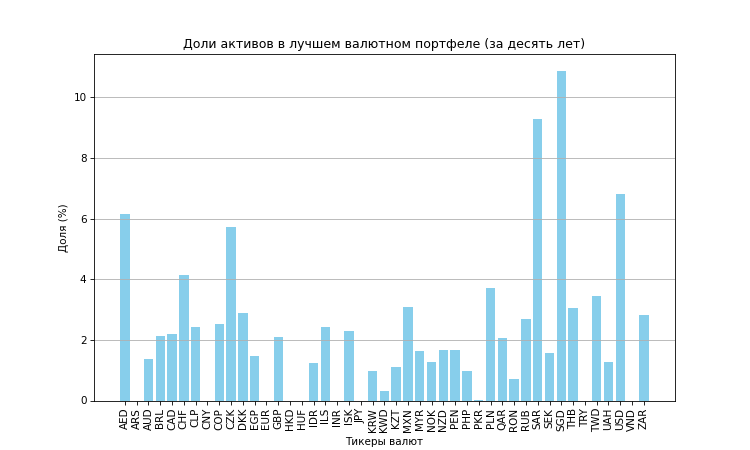 Доли активов в лучшем валютном портфеле (за десять лет)
Доля (%)
10
8
6
4
2
0
AED ARS AUD BRL CAD CHF CLP CNY COP CZK DKK EGP EUR GBP HKD HUF IDR ILS INR ISK JPY KRW KWD KZT MXN MYR NOK NZD PEN PHP PKR PLN QAR RON RUB SAR SEK SGD THB TRY TWD UAH USD VND ZAR
Тикеры валют